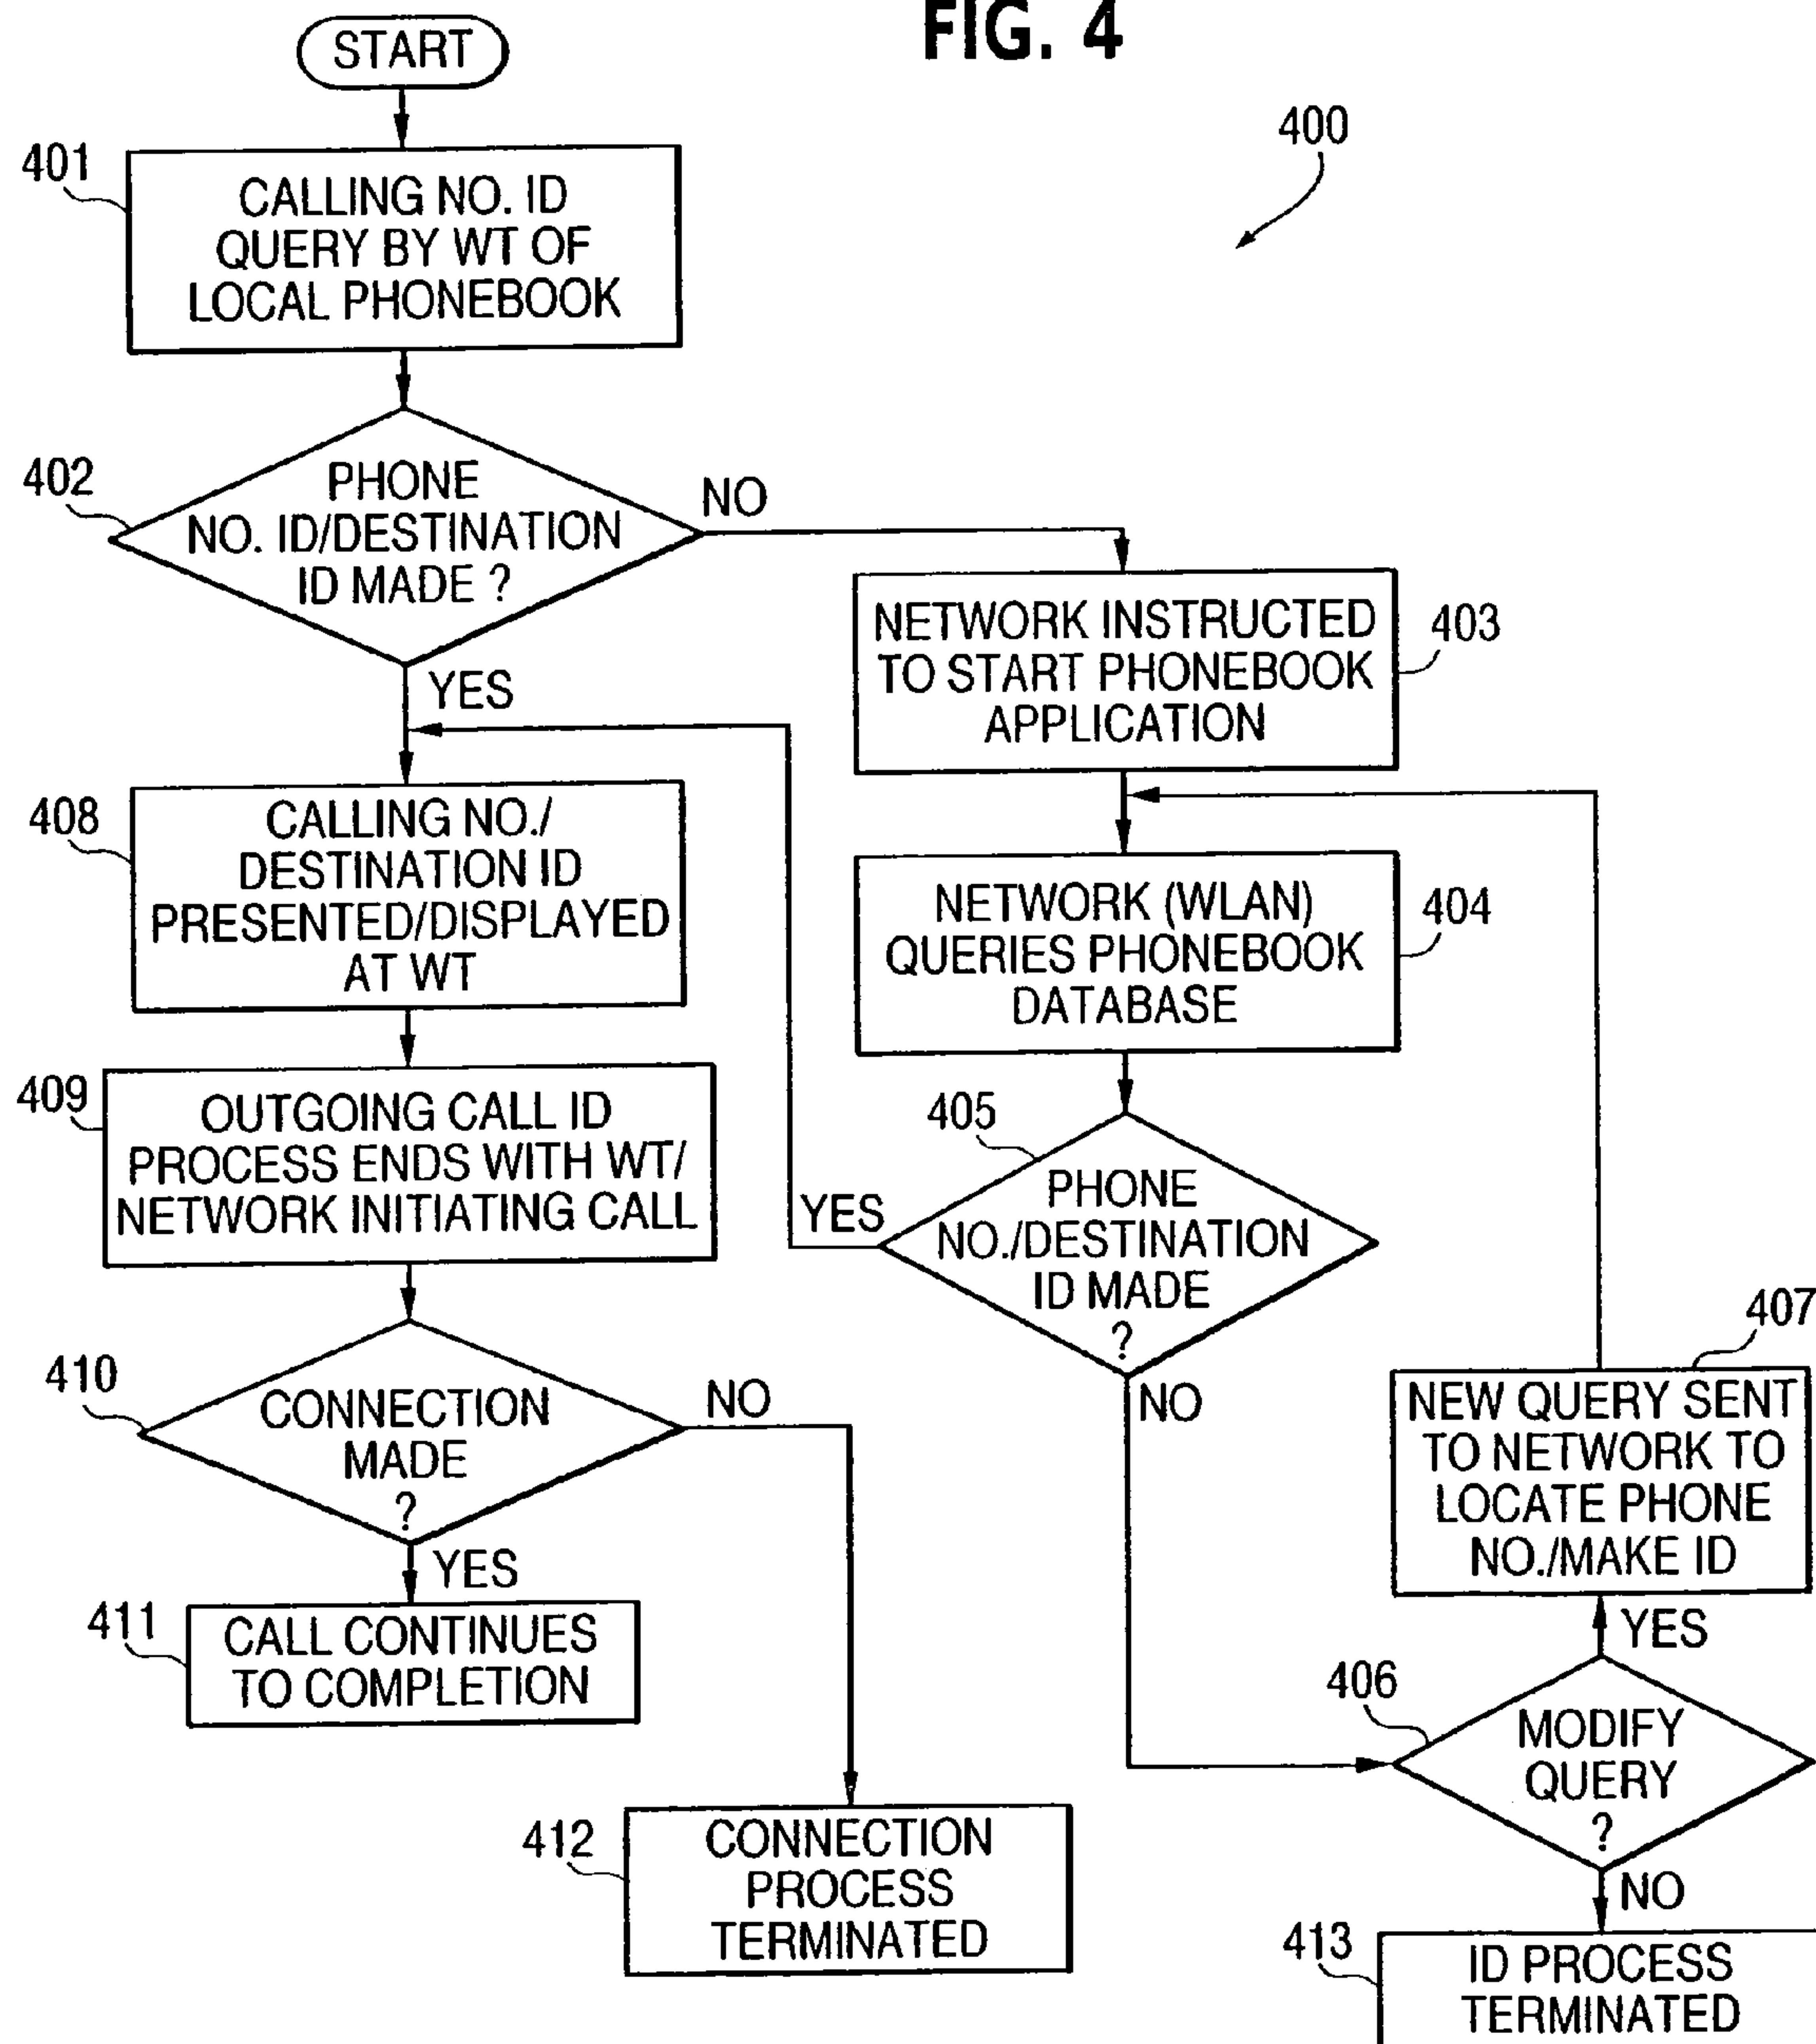 FIG. 4
START
400
401
CALLING NO. ID
QUERY BY WT OF
LOCAL PHONEBOOK
402
PHONE
NO. ID/DESTINATION
ID MADE ?
NO
YES
403
NETWORK INSTRUCTED
TO START PHONEBOOK
APPLICATION
404
NETWORK (WLAN)
QUERIES PHONEBOOK
DATABASE
405
PHONE
NO./DESTINATION
ID MADE
?
YES
NO
406
MODIFY
QUERY
?
YES
NO
407
NEW QUERY SENT
TO NETWORK TO
LOCATE PHONE
NO./MAKE ID
408
CALLING NO./
DESTINATION ID
PRESENTED/DISPLAYED
AT WT
409
OUTGOING CALL ID
PROCESS ENDS WITH WT/
NETWORK INITIATING CALL
410
CONNECTION
MADE
?
NO
YES
411
CALL CONTINUES
TO COMPLETION
412
CONNECTION
PROCESS
TERMINATED
413
ID PROCESS
TERMINATED